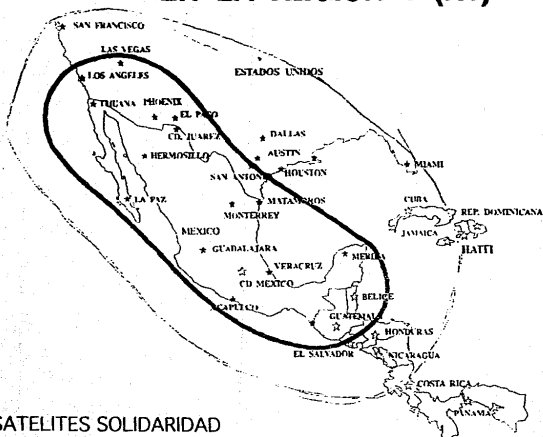 SAN FRANCISCO
LAS VEGAS
LOS ANGELES
ESTADOS UNIDOS
TIJUANA
PHOENIX
EL PASO
CD. JUAREZ
DALLAS
HERMOSILLO
AUSTIN
SAN ANTONIO
HOUSTON
MIAMI
LA PAZ
MATAMOROS
MONTERREY
CUBA
REP. DOMINICANA
JAMAICA
HAITI
MEXICO
GUADALAJARA
MERIDA
VERACRUZ
CD MEXICO
BELICE
ACAPULCO
GUATEMALA
HONDURAS
EL SALVADOR
NICARAGUA
COSTA RICA
PANAMA
SATELITES SOLIDARIDAD